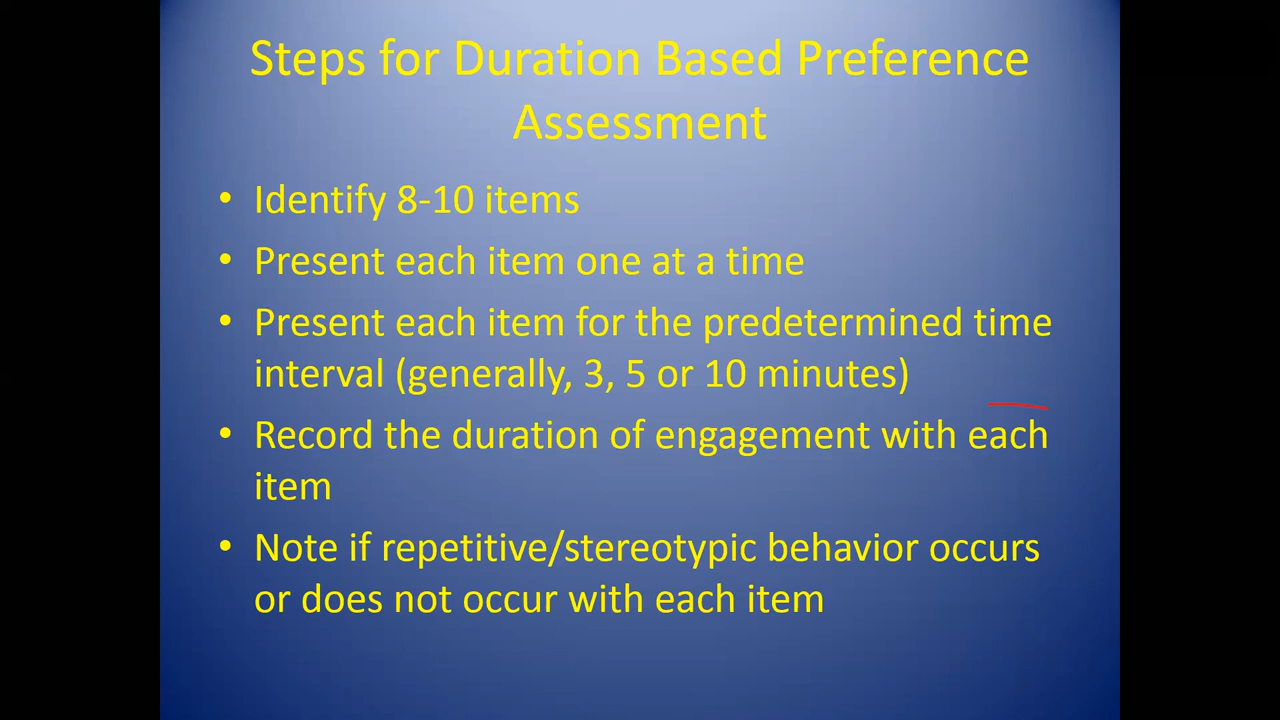 Steps for Duration Based Preference
Assessment
• Identify 8-10 items
• Present each item one at a time
• Present each item for the predetermined time
interval (generally, 3, 5 or 10 minutes)
• Record the duration of engagement with each
item
• Note if repetitive/stereotypic behavior occurs
or does not occur with each item